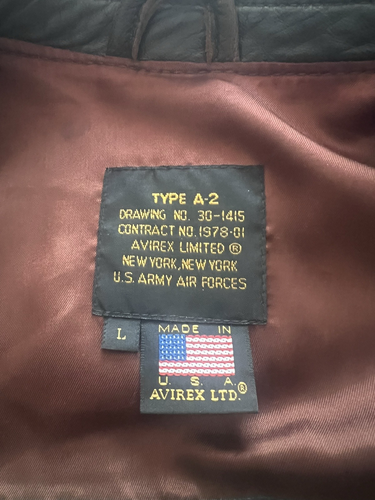 TYPE A-2
DRAWING NO. 30-1415
CONTRACT NO. 1978-01
AVIREX LIMITED ®
NEW YORK, NEW YORK
U.S. ARMY AIR FORCES
L
MADE IN
U. S. A.
AVIREX LTD.®